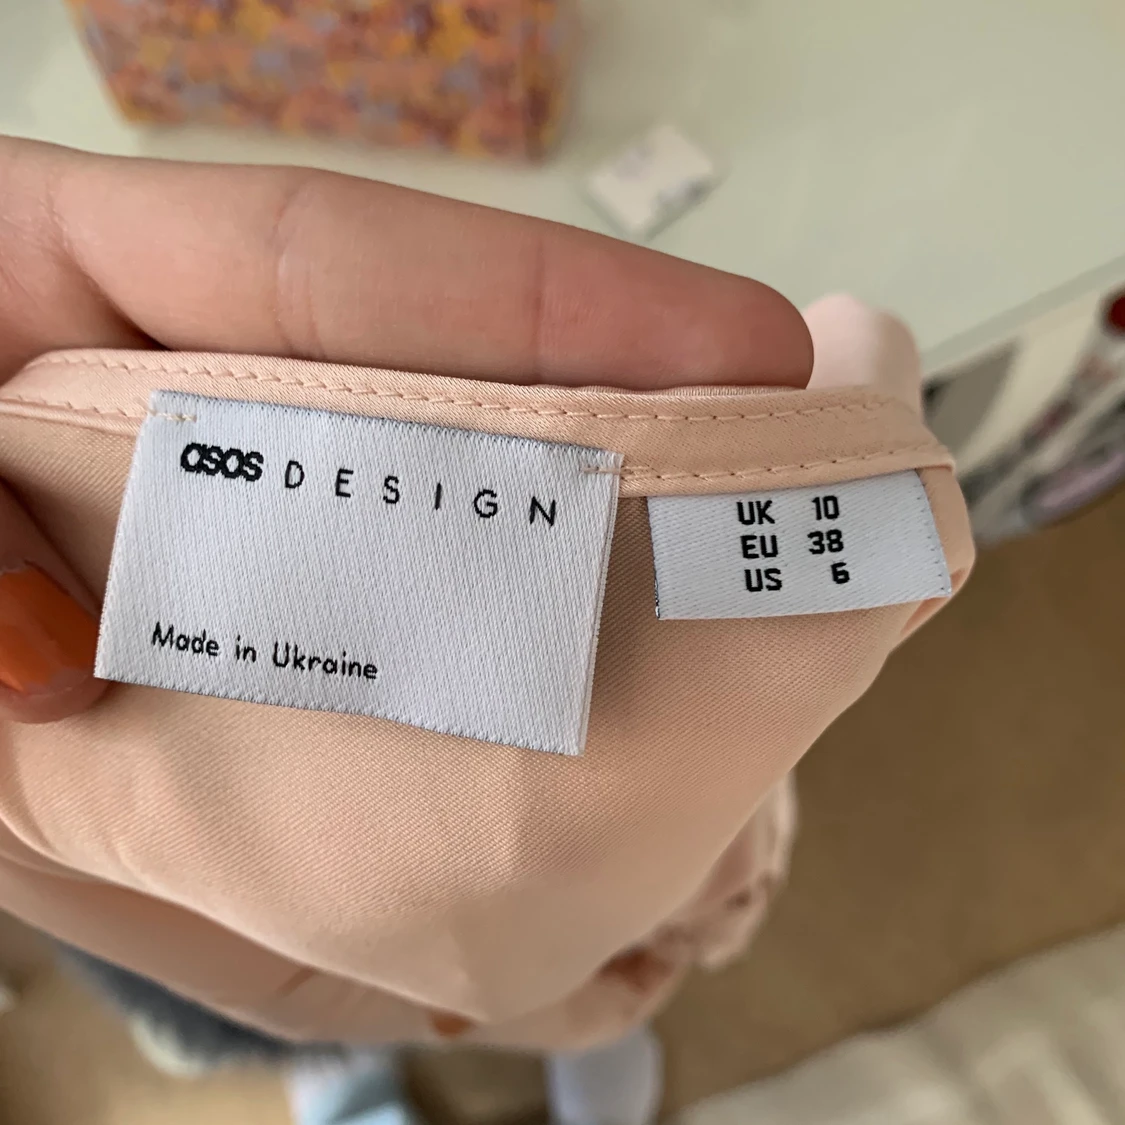 asos DESIGN
Made in Ukraine
UK 10
EU 38
US 6